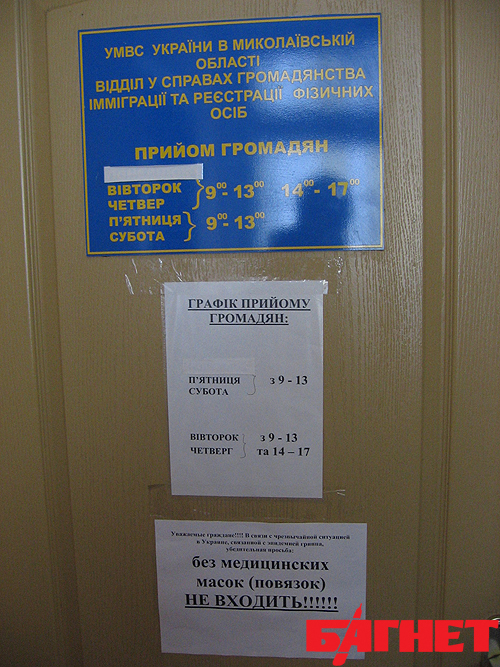 УМВС УКРАЇНИ В МИКОЛАЇВСЬКІЙ
ОБЛАСТІ
ВІДДІЛ У СПРАВАХ ГРОМАДЯНСТВА
ІММІГРАЦІЇ ТА РЕЄСТРАЦІЇ ФІЗИЧНИХ
ОСІБ
ПРИЙОМ ГРОМАДЯН
ВІВТОРОК
ЧЕТВЕР
9⁰⁰- 13⁰⁰ 14⁰⁰- 17⁰⁰
П'ЯТНИЦЯ
СУБОТА
9⁰⁰- 13⁰⁰
ГРАФІК ПРИЙОМУ
ГРОМАДЯН:
П'ЯТНИЦЯ з 9 - 13
СУБОТА
ВІВТОРОК з 9 - 13
ЧЕТВЕРГ та 14 – 17
Уважаемые граждане!!!! В связи с чрезвычайной ситуацией
в Украине, связанной с эпидемией гриппа,
убедительная просьба:
без медицинских
масок (повязок)
НЕ ВХОДИТЬ!!!!!!
БАГНЕТ